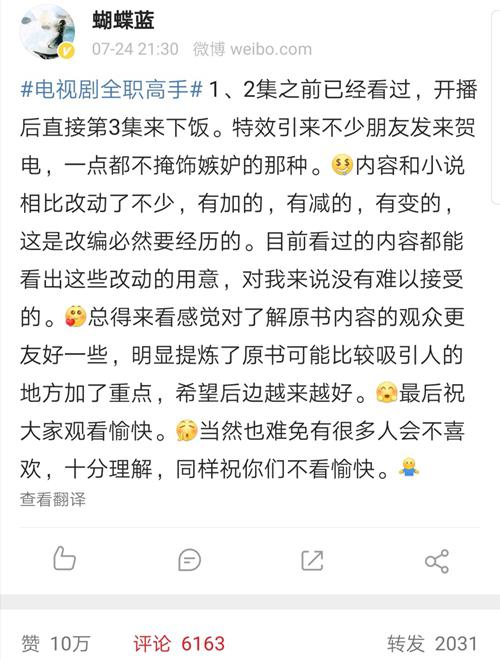 蝴蝶蓝
07-24 21:30 微博 weibo.com
#电视剧全职高手# 1、2集之前已经看过，开播
后直接第3集来下饭。特效引来不少朋友发来贺
电，一点都不掩饰嫉妒的那种。🤑内容和小说
相比改动了不少，有加的，有减的，有变的，
这是改编必然要经历的。目前看过的内容都能
看出这些改动的用意，对我来说没有难以接受
的。😘总得来看感觉对了解原书内容的观众更
友好一些，明显提炼了原书可能比较吸引人的
地方加了重点，希望后边越来越好。🤗最后祝
大家观看愉快。😚当然也难免有很多人会不喜
欢，十分理解，同样祝你们不看愉快。🤷‍♂️
查看翻译
赞 10万 评论 6163 转发 2031